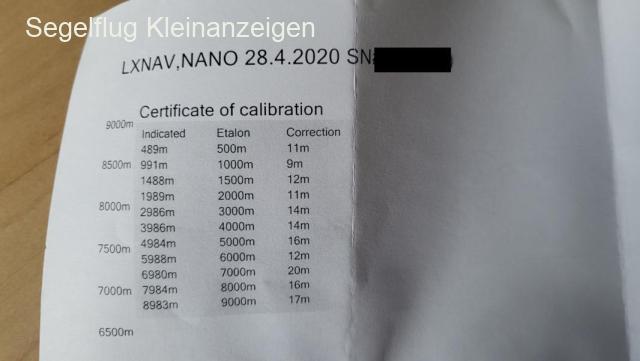 Segelflug Kleinanzeigen
LXNAV,NANO 28.4.2020 SN
Certificate of calibration
9000m
Indicated Etalon Correction
489m 500m 11m
8500m 991m 1000m 9m
1488m 1500m 12m
1989m 2000m 11m
8000m 2986m 3000m 14m
3986m 4000m 14m
7500m 4984m 5000m 16m
5988m 6000m 12m
6980m 7000m 20m
7000m 7984m 8000m 16m
8983m 9000m 17m
6500m